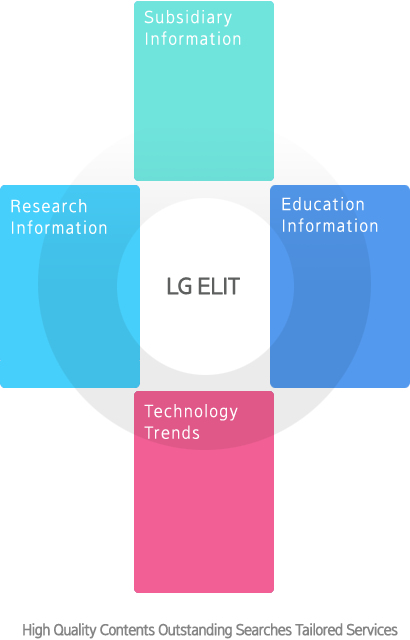 Subsidiary
Information
Research
Information
Education
Information
LG ELIT
Technology
Trends
High Quality Contents Outstanding Searches Tailored Services